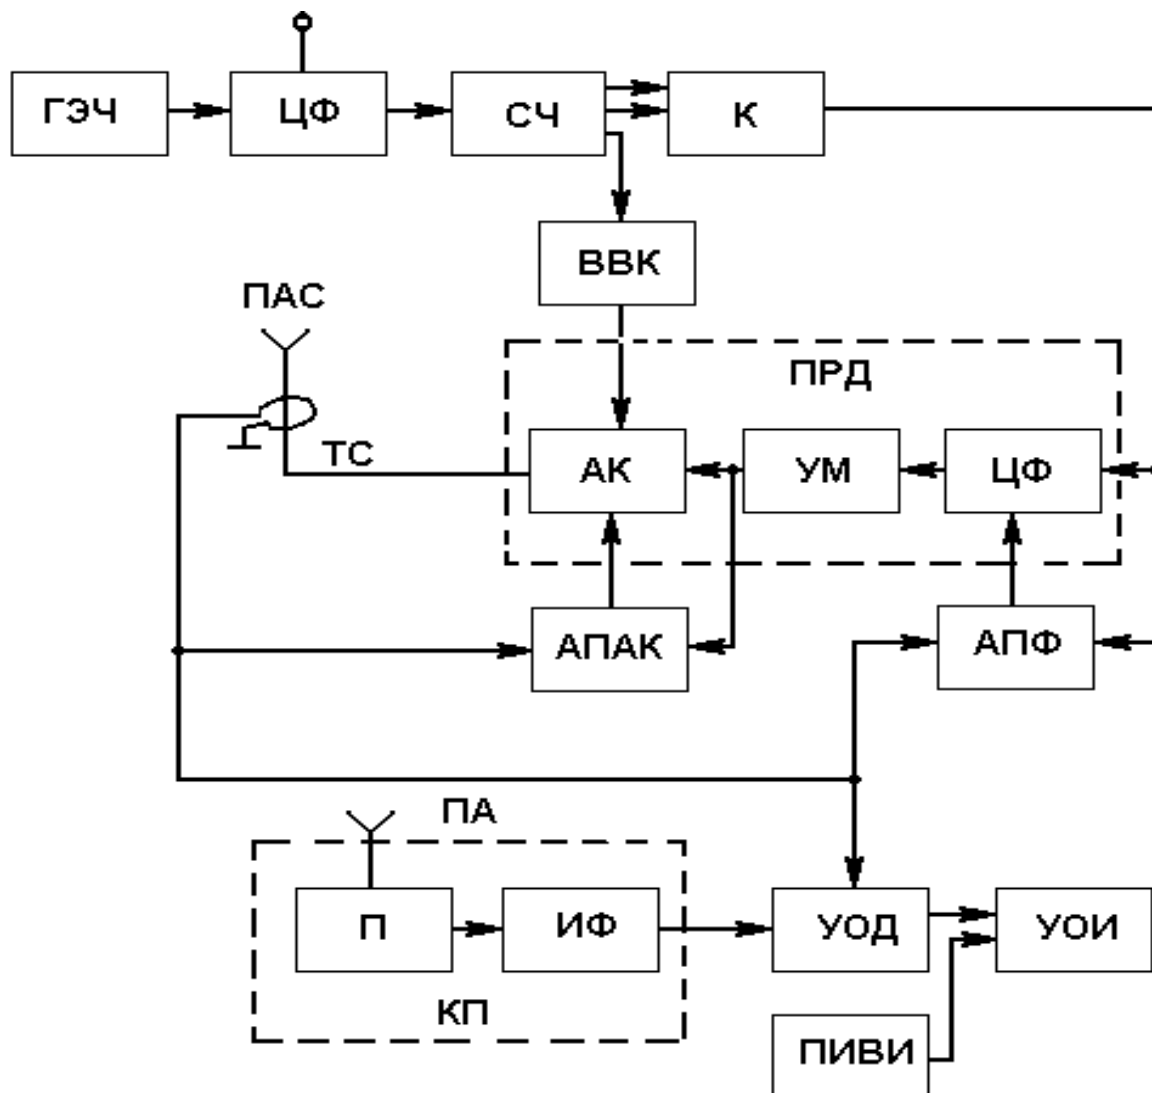 ГЭЧ
ЦФ
СЧ
К
ВВК
ПАС
ПРД
ТС
АК
УМ
ЦФ
АПАК
АПФ
ПА
П
ИФ
УОД
УОИ
КП
ПИВИ